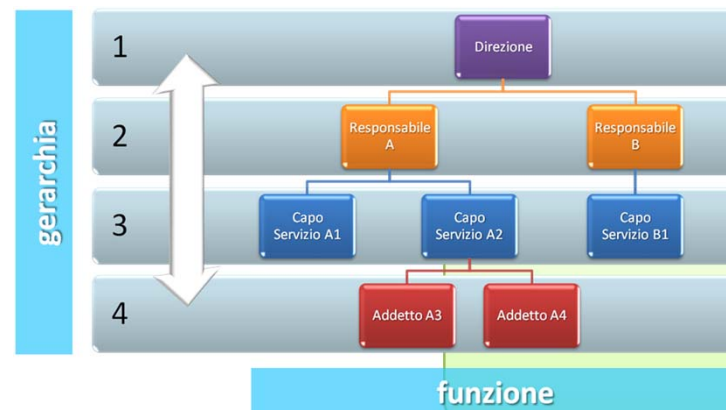 gerarchia
1
Direzione
2
Responsabile
A
Responsabile
B
3
Capo
Servizio A1
Capo
Servizio A2
Capo
Servizio B1
4
Addetto A3
Addetto A4
funzione